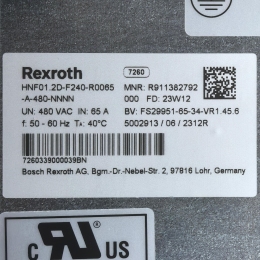 Rexroth
7260
HNF01.2D-F240-R0065
-A-480-NNNN
MNR: R911382792
000 FD: 23W12
UN: 480 VAC IN: 65 A
BV: FS29951-65-34-VR1.45.6
f: 50 - 60 Hz TA: 40°C
5002913 / 06 / 2312R
7260339000039BN
Bosch Rexroth AG, Bgm.-Dr.-Nebel-Str. 2, 97816 Lohr, Germany
C RU US